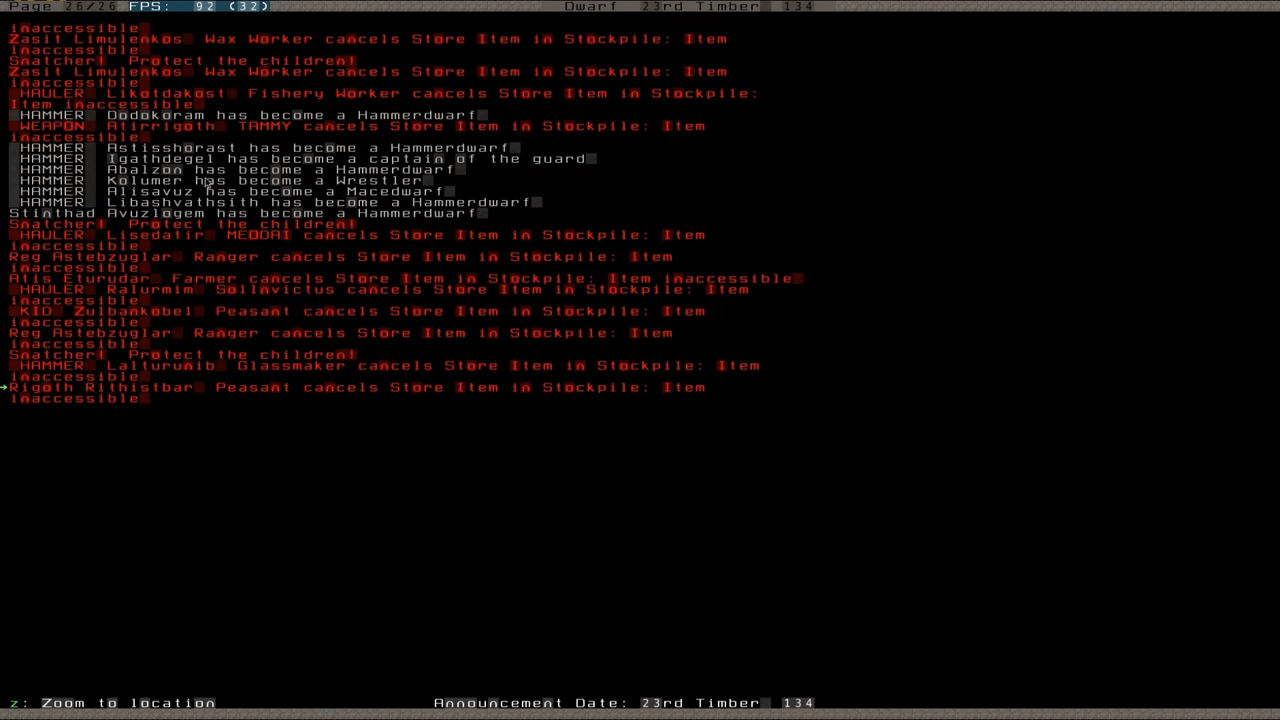 Page 26/26 FPS: 92 (32) Dwarf 23rd Timber 134
inaccessible
Zasit Limulenkos Wax Worker cancels Store Item in Stockpile: Item
inaccessible
Snatcher! Protect the children!
Zasit Limulenkos Wax Worker cancels Store Item in Stockpile: Item
inaccessible
HAULER Likotdakost Fishery Worker cancels Store Item in Stockpile:
Item inaccessible
HAMMER Dodokoram has become a Hammerdwarf
WEAPON Atirrigoth TAMMY cancels Store Item in Stockpile: Item
inaccessible
HAMMER Astisshorast has become a Hammerdwarf
HAMMER Igathdegel has become a captain of the guard
HAMMER Abalzon has become a Hammerdwarf
HAMMER Kolumer has become a Wrestler
HAMMER Alisavuz has become a Macedwarf
HAMMER Libashvathsith has become a Hammerdwarf
Stinthad Avuzlogem has become a Hammerdwarf
Snatcher! Protect the children!
HAULER Lisedatir MEODAI cancels Store Item in Stockpile: Item
inaccessible
Reg Astebzuglar Ranger cancels Store Item in Stockpile: Item
inaccessible
Atis Eturudar Farmer cancels Store Item in Stockpile: Item inaccessible
HAULER Ralurmim Sollnvictus cancels Store Item in Stockpile: Item
inaccessible
KID Zulbankobel Peasant cancels Store Item in Stockpile: Item
inaccessible
Reg Astebzuglar Ranger cancels Store Item in Stockpile: Item
inaccessible
Snatcher! Protect the children!
HAMMER Lalturunib Glassmaker cancels Store Item in Stockpile: Item
inaccessible
Rigoth Rithistbar Peasant cancels Store Item in Stockpile: Item
inaccessible
z: Zoom to location Announcement Date: 23rd Timber 134